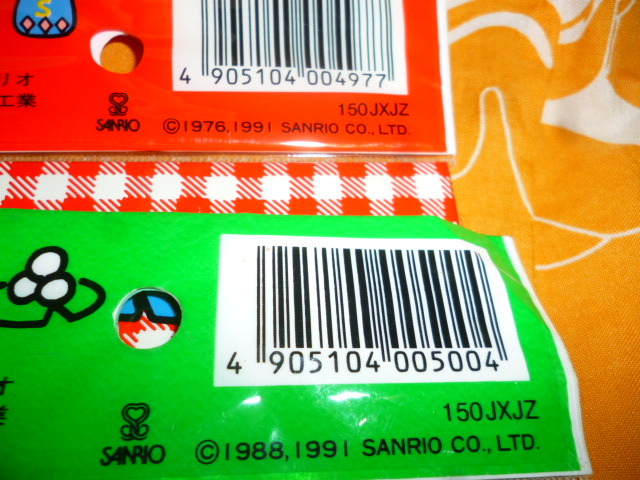 S
リオ
工業
4 905104 004977
150JXJZ
SANRIO
©1976,1991 SANRIO CO., LTD.
4 905104 005004
オ
業
150JXJZ
SANRIO
©1988,1991 SANRIO CO., LTD.